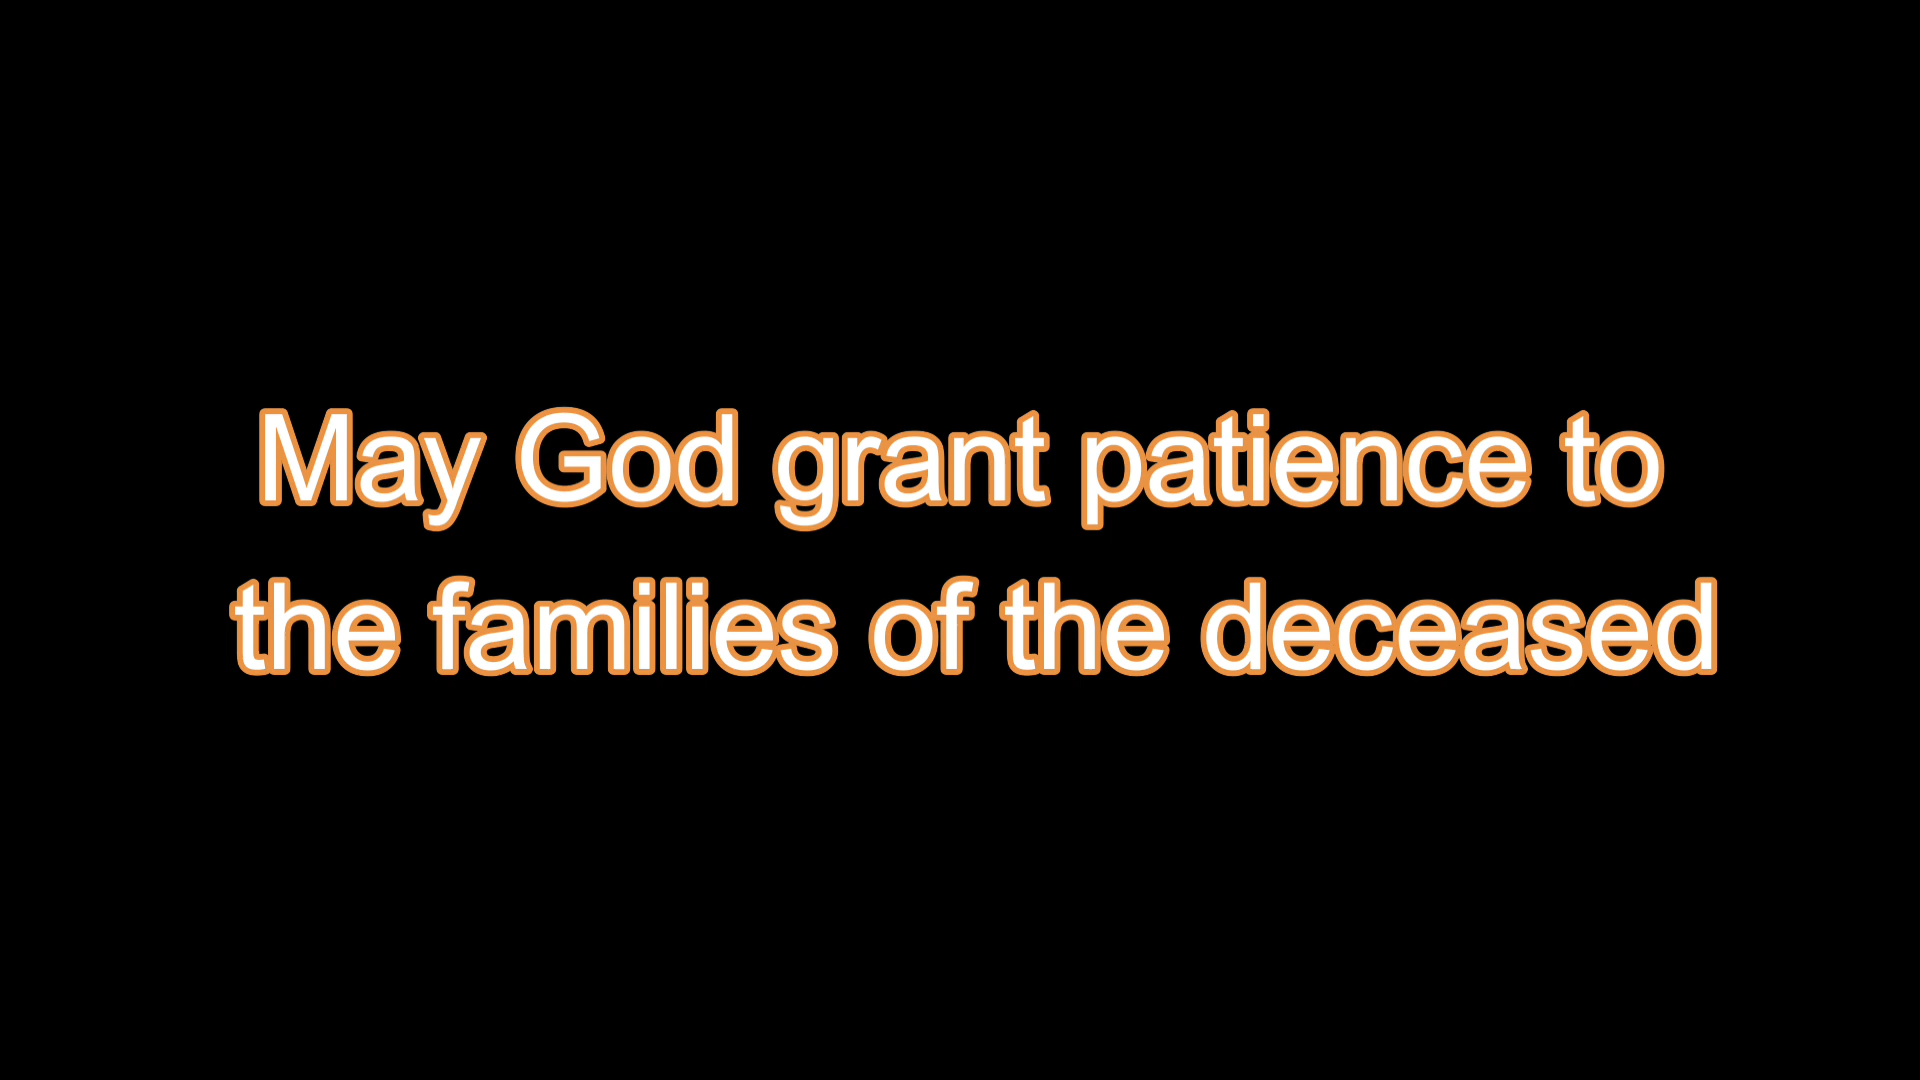 May God grant patience to
the families of the deceased